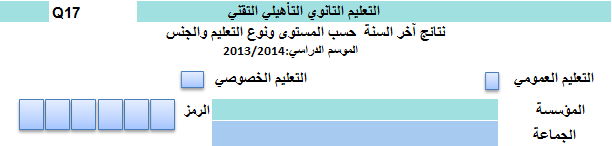 التعليم الثانوي التأهيلي التقني Q17
نتائج آخر السنة حسب المستوى ونوع التعليم والجنس
الموسم الدراسي:2013/2014
التعليم العمومي التعليم الخصوصي
المؤسسة الرمز
الجماعة